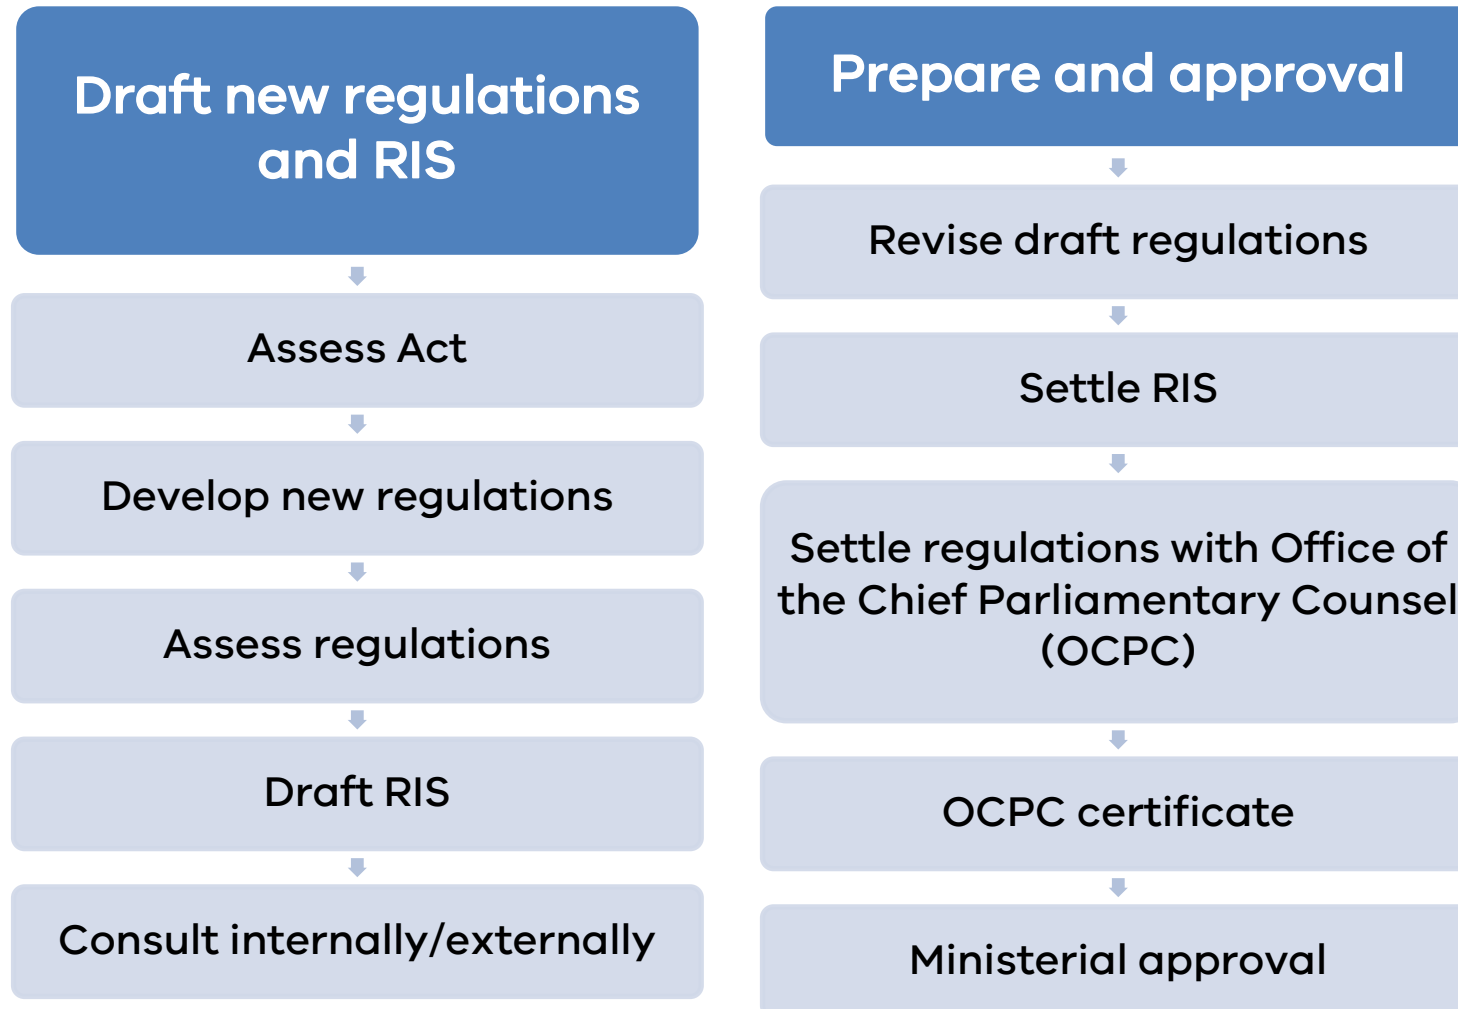 Draft new regulations
and RIS
Assess Act
Develop new regulations
Assess regulations
Draft RIS
Consult internally/externally
Prepare and approval
Revise draft regulations
Settle RIS
Settle regulations with Office of
the Chief Parliamentary Counsel
(OCPC)
OCPC certificate
Ministerial approval